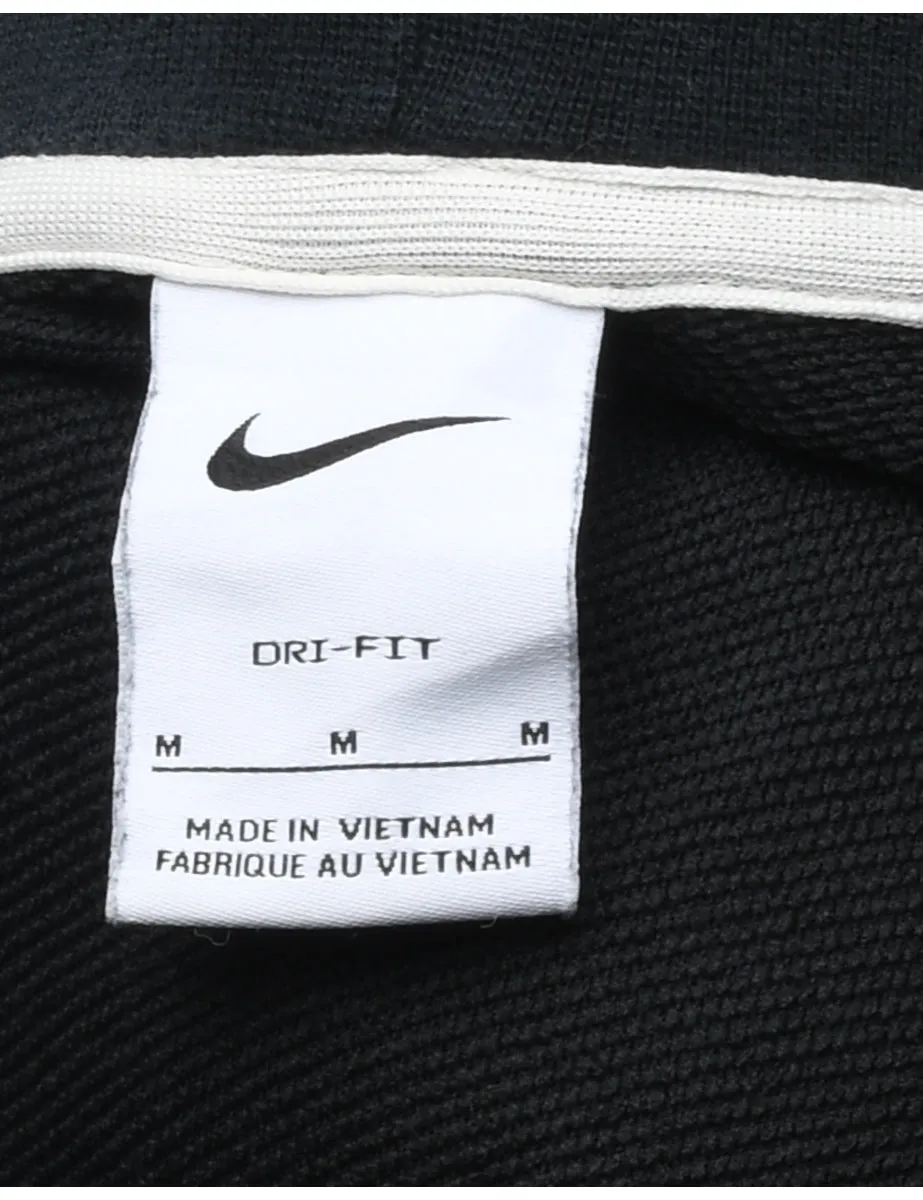 DRI-FIT
M M M
MADE IN VIETNAM
FABRIQUE AU VIETNAM